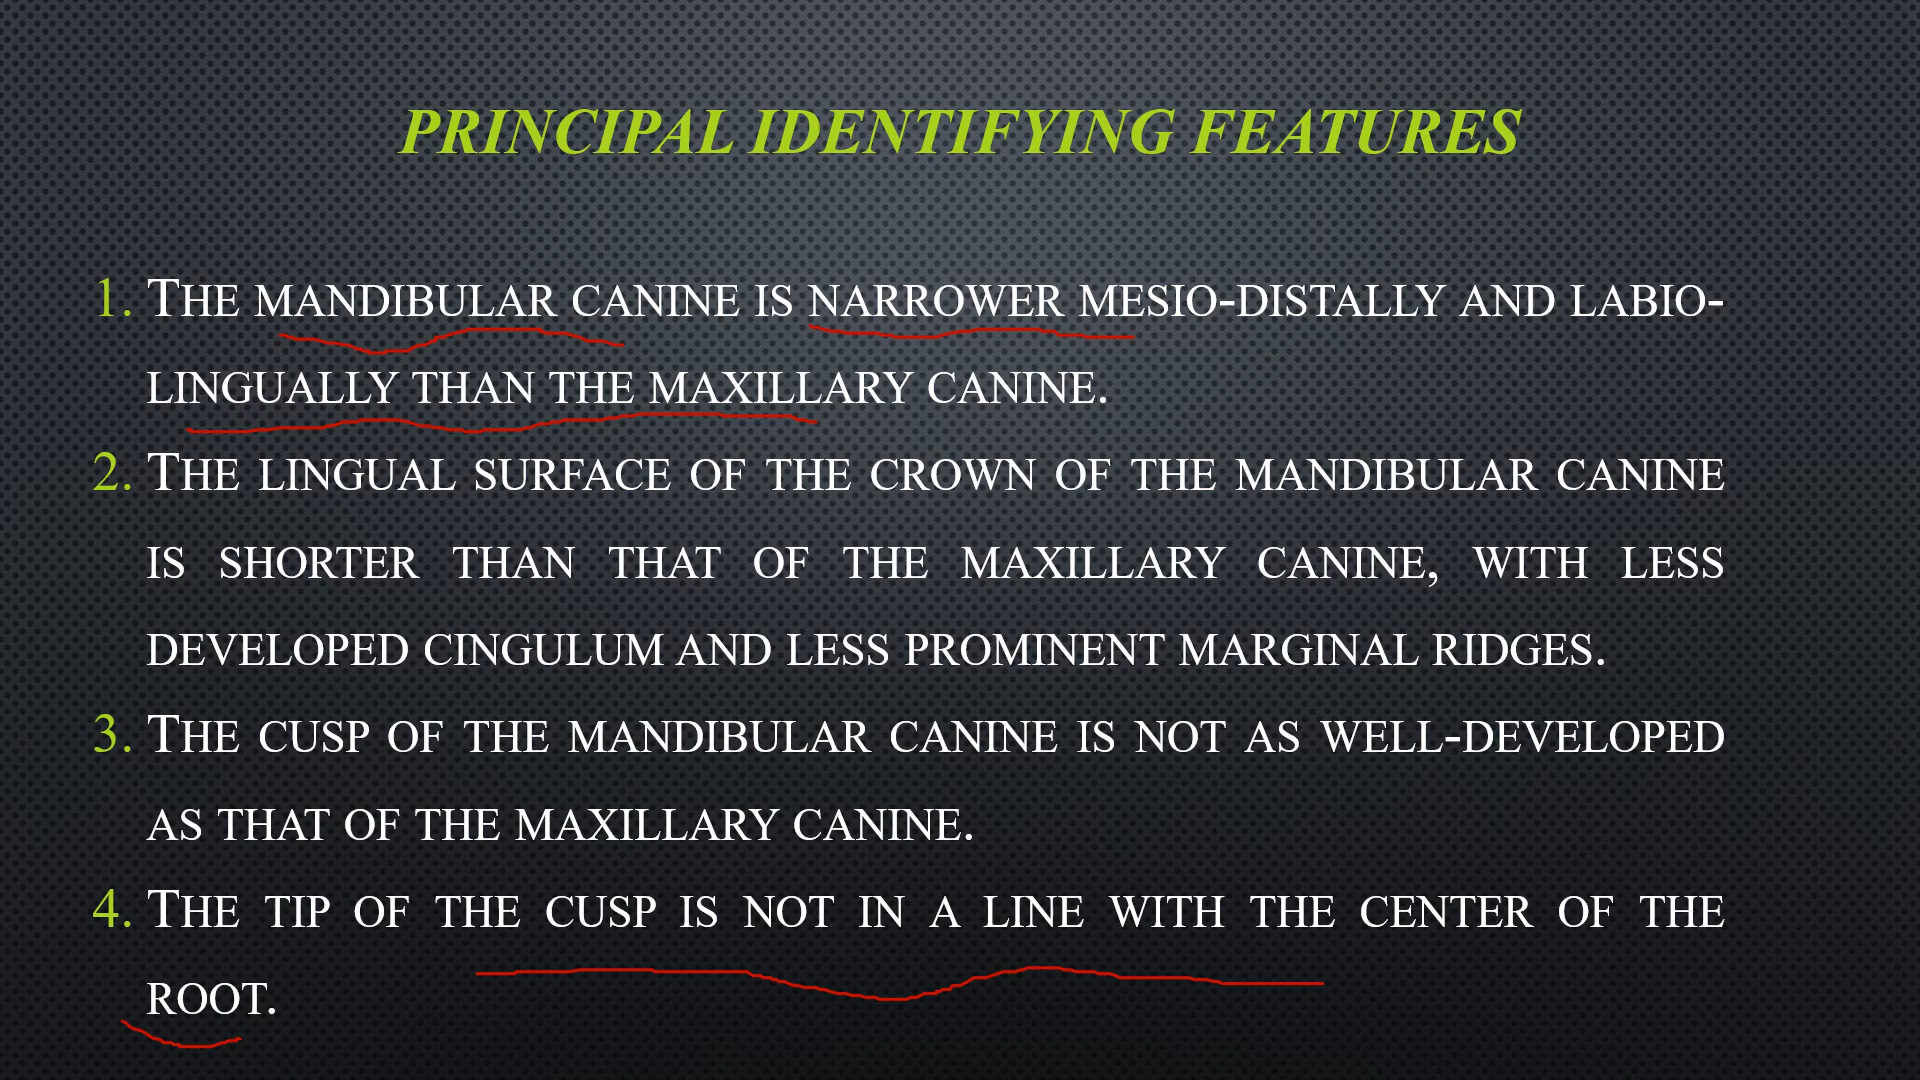 PRINCIPAL IDENTIFYING FEATURES
1. THE MANDIBULAR CANINE IS NARROWER MESIO-DISTALLY AND LABIO-
LINGUALLY THAN THE MAXILLARY CANINE.
2. THE LINGUAL SURFACE OF THE CROWN OF THE MANDIBULAR CANINE
IS SHORTER THAN THAT OF THE MAXILLARY CANINE, WITH LESS
DEVELOPED CINGULUM AND LESS PROMINENT MARGINAL RIDGES.
3. THE CUSP OF THE MANDIBULAR CANINE IS NOT AS WELL-DEVELOPED
AS THAT OF THE MAXILLARY CANINE.
4. THE TIP OF THE CUSP IS NOT IN A LINE WITH THE CENTER OF THE
ROOT.